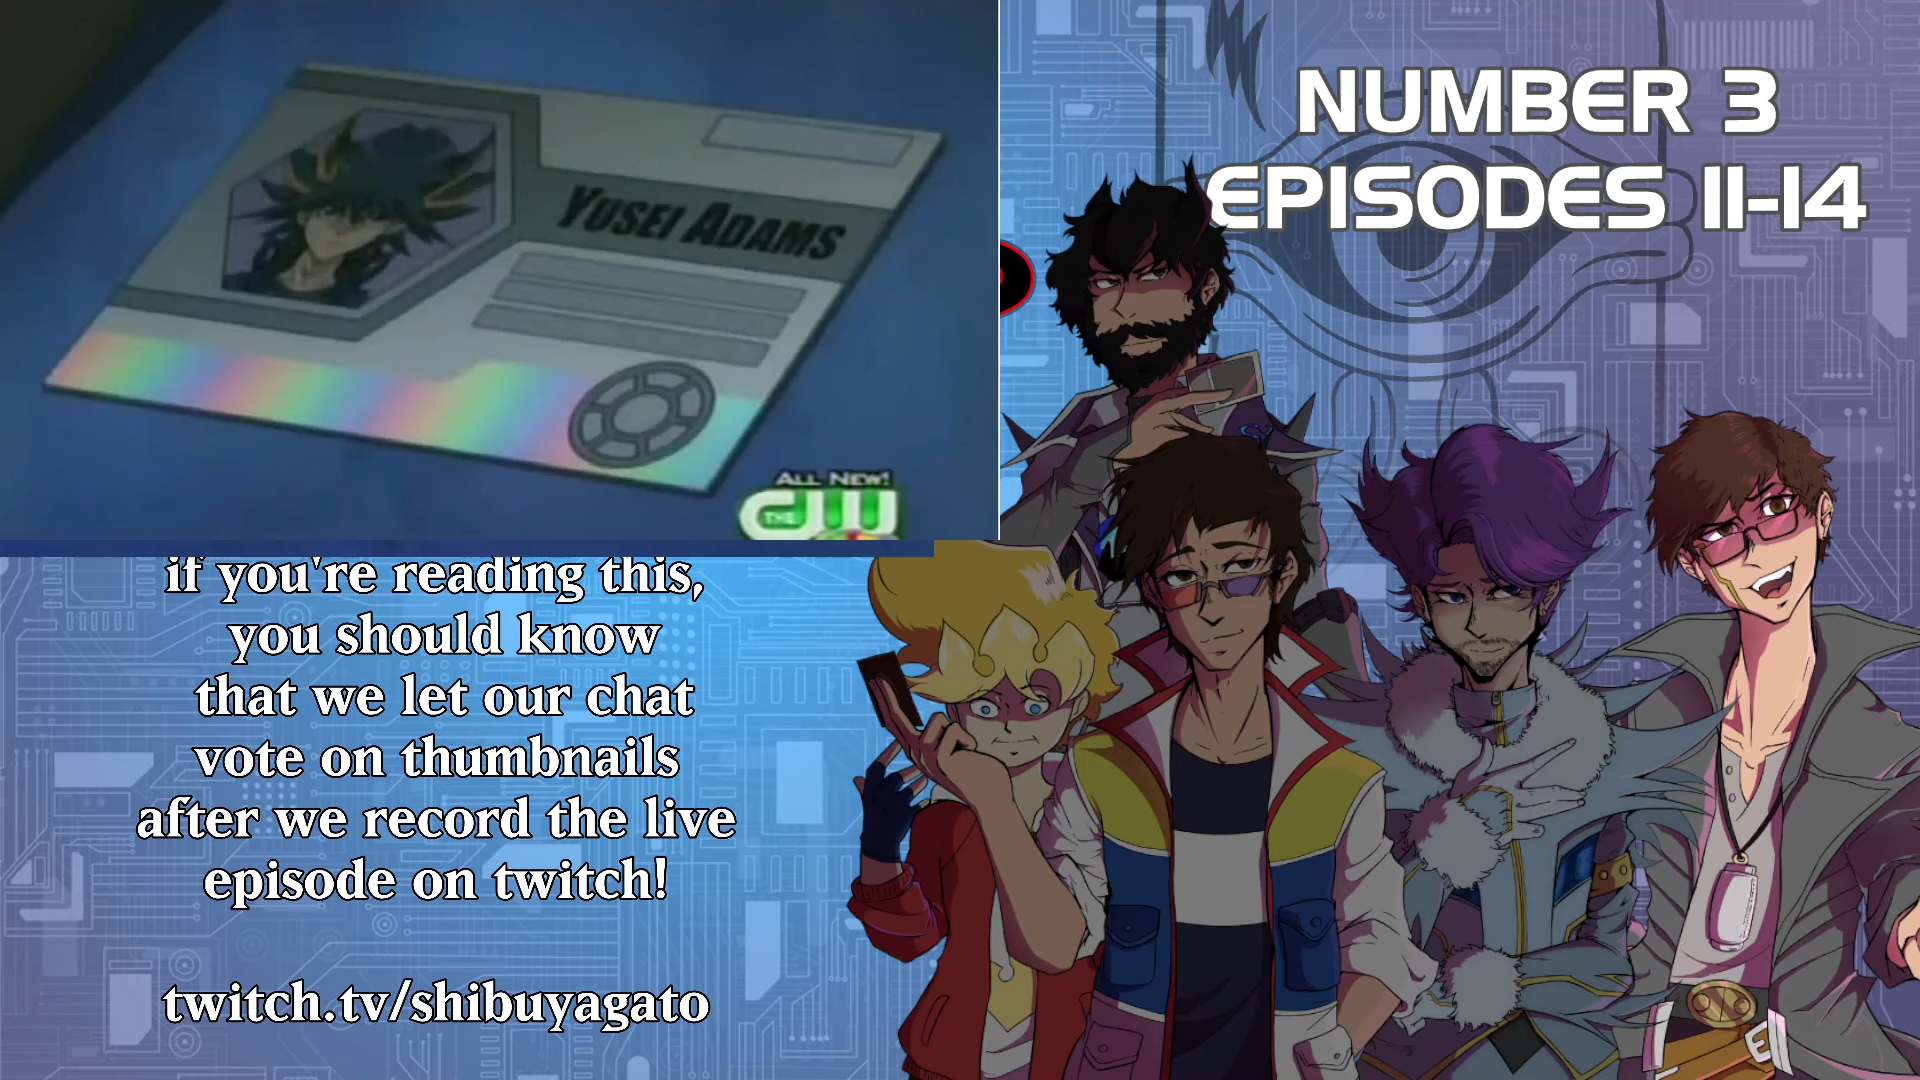 YUSEI ADAMS
ALL NEW!
THE CW
NUMBER 3
EPISODES 11-14
if you're reading this,
you should know
that we let our chat
vote on thumbnails
after we record the live
episode on twitch!
twitch.tv/shibuyagato